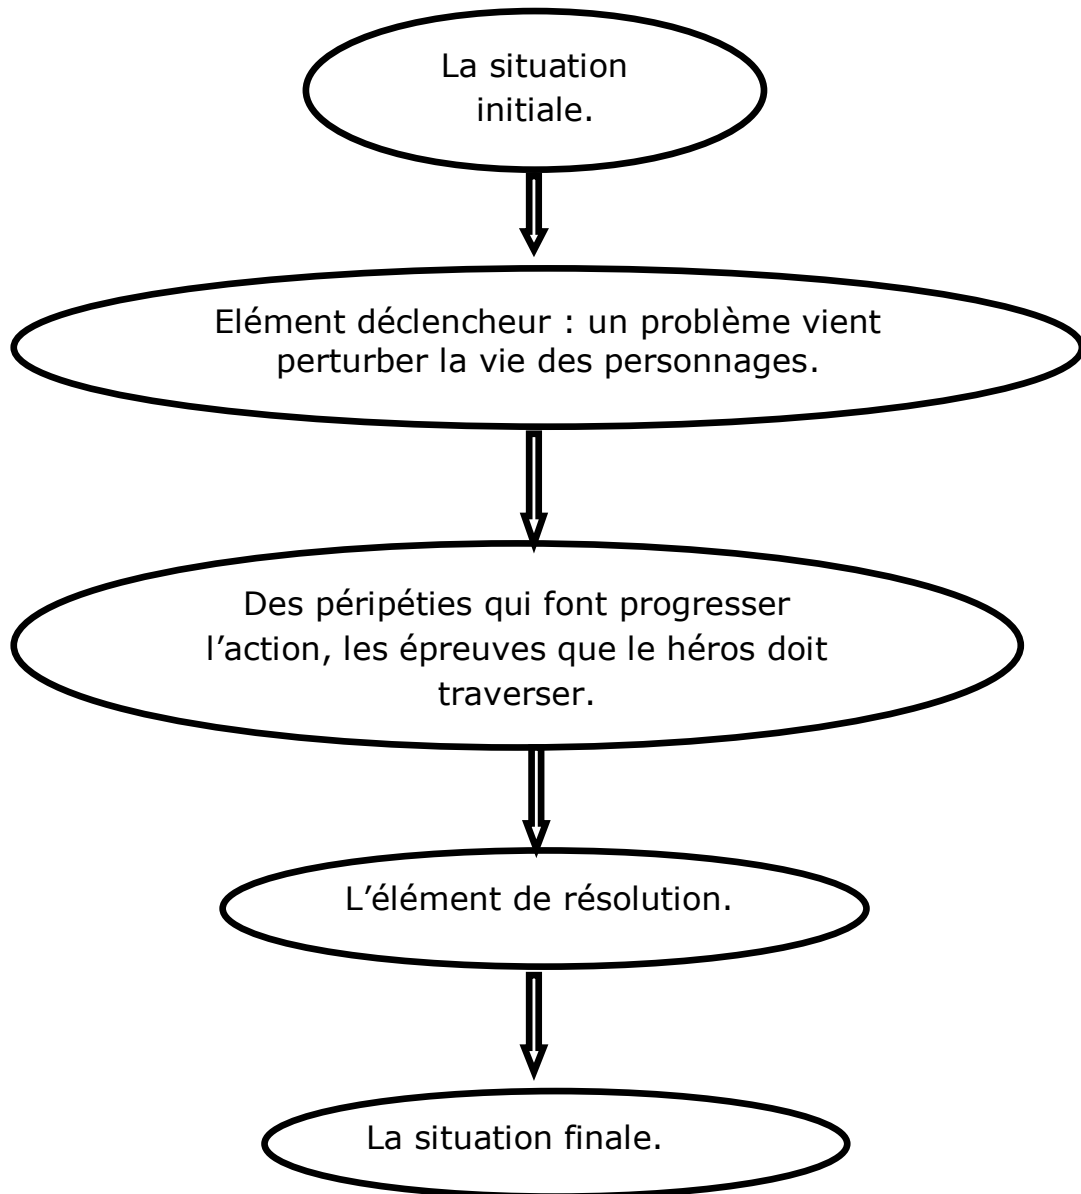 La situation
initiale.
Elément déclencheur : un problème vient
perturber la vie des personnages.
Des péripéties qui font progresser
l’action, les épreuves que le héros doit
traverser.
L’élément de résolution.
La situation finale.